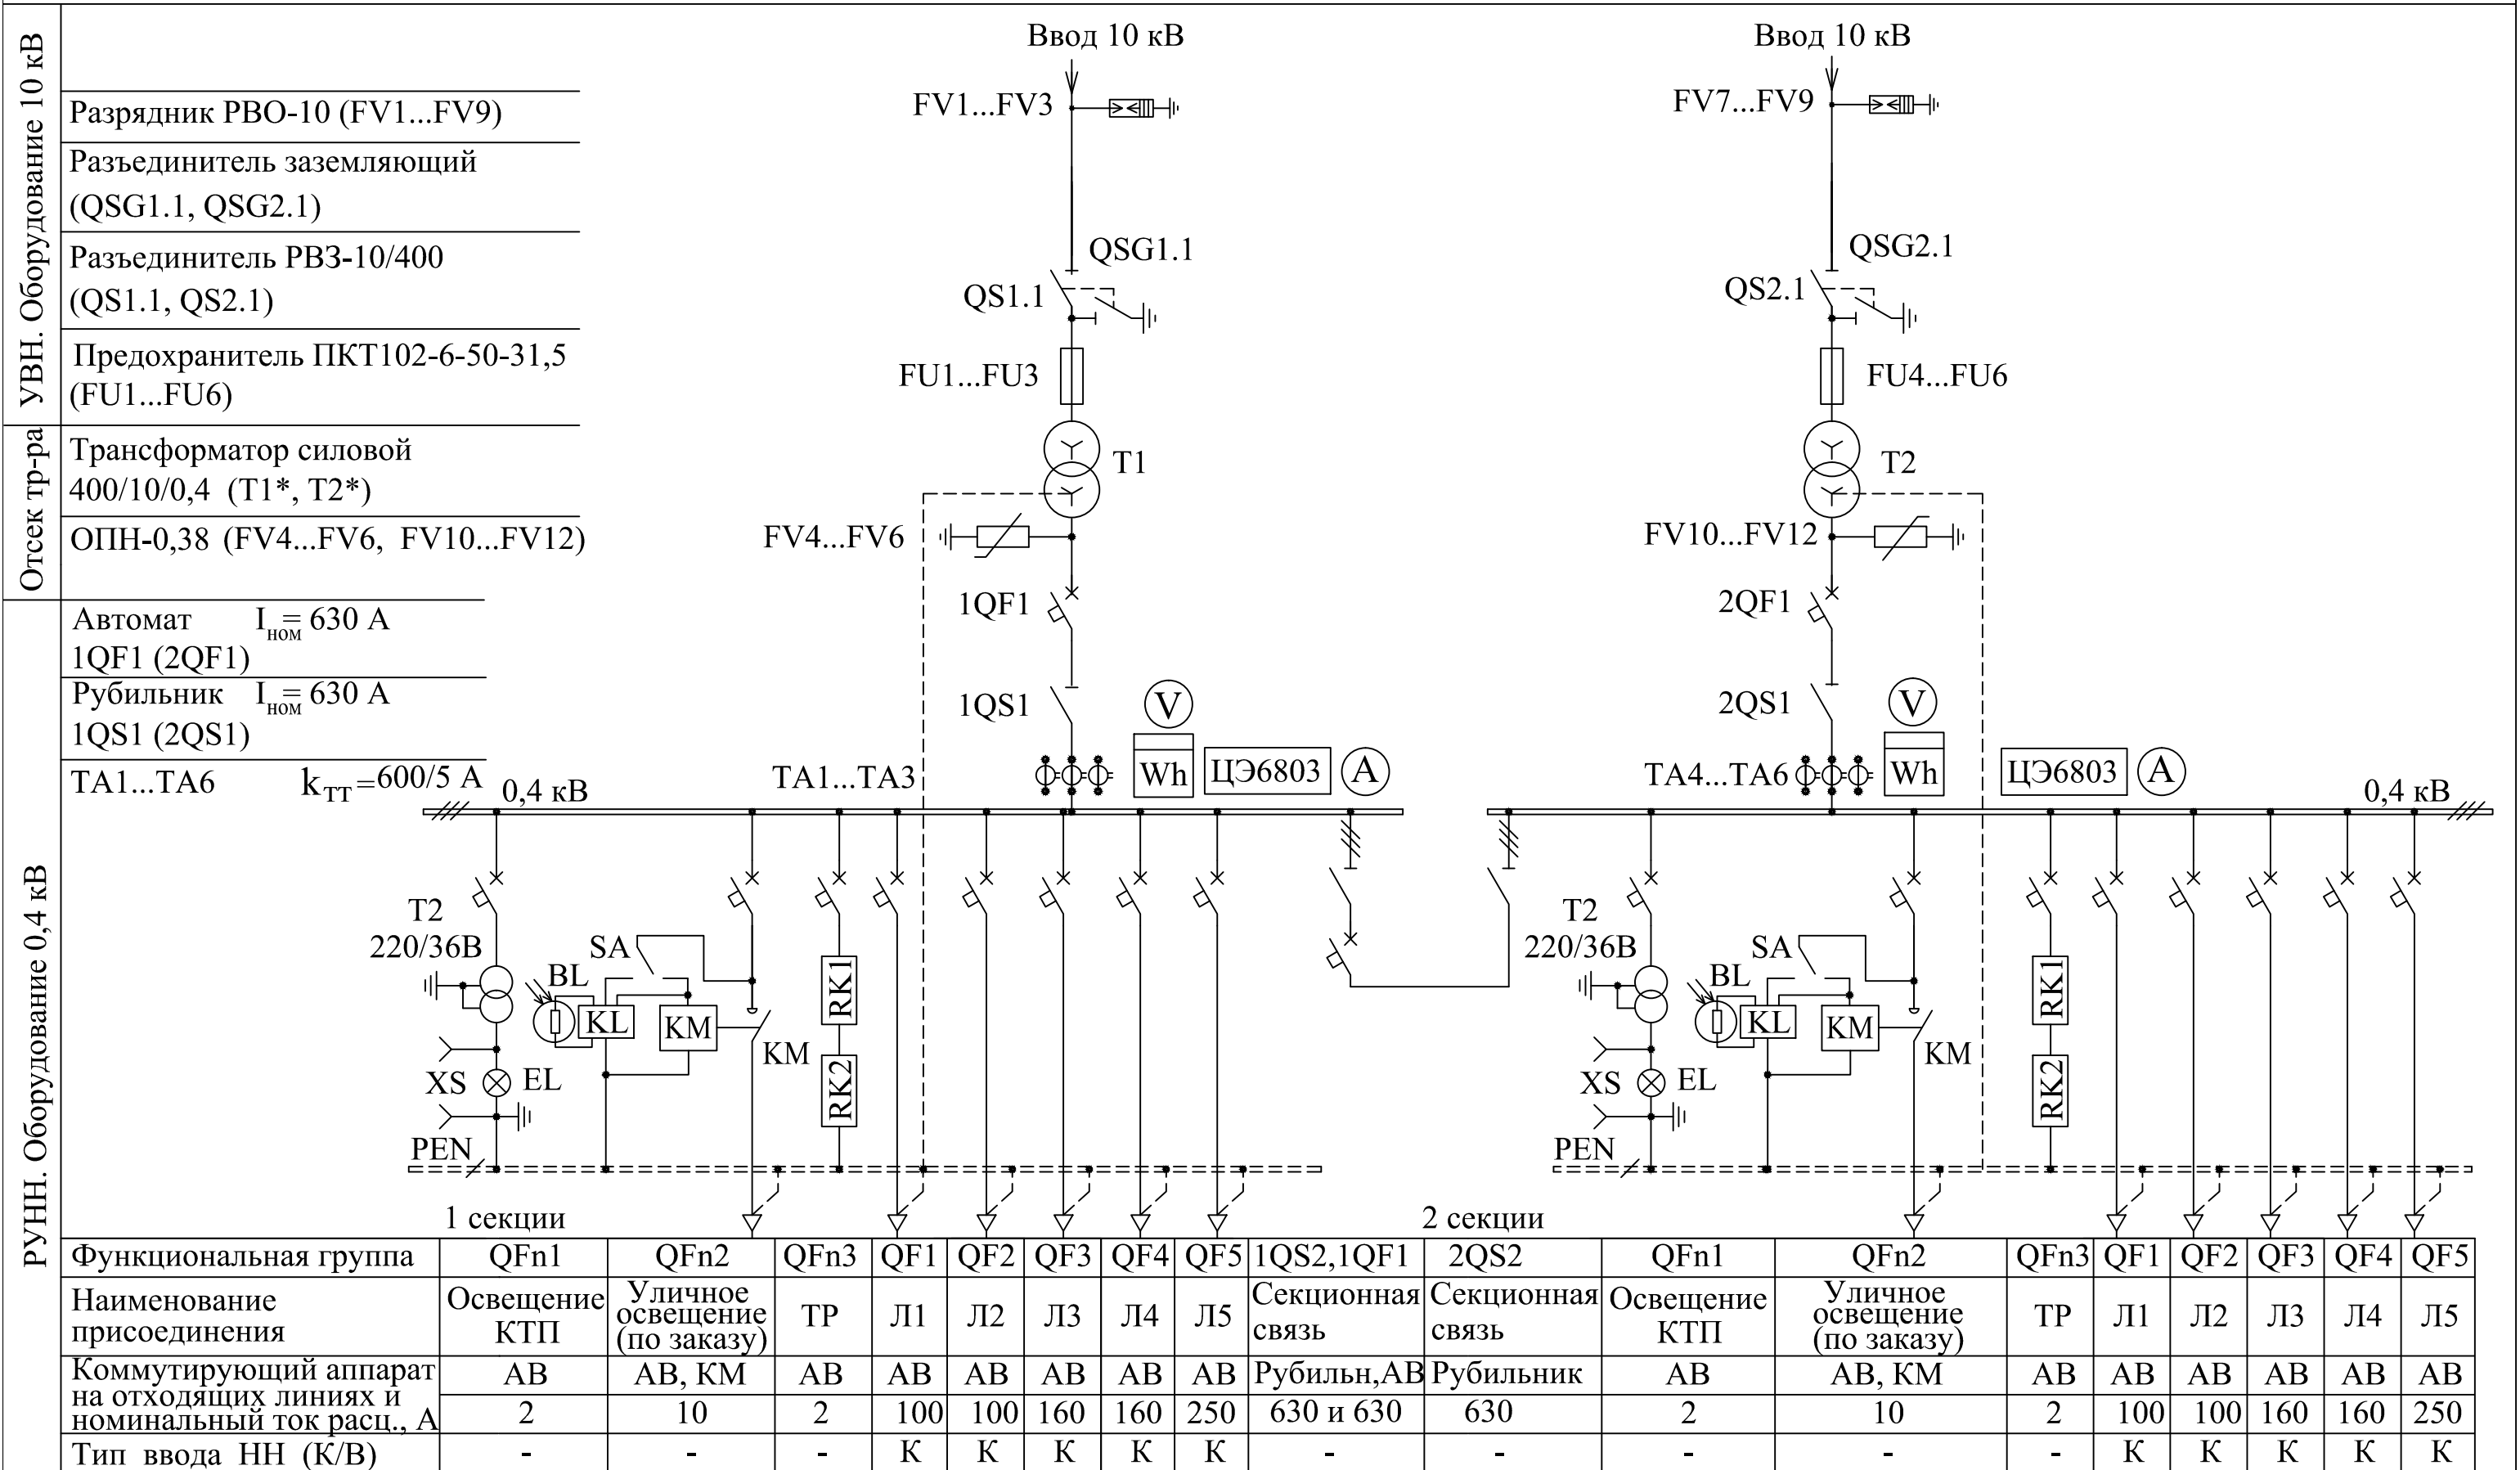 УВН. Оборудование 10 кВ
Разрядник РВО-10 (FV1...FV9)
Разъединитель заземляющий
(QSG1.1, QSG2.1)
Разъединитель РВЗ-10/400
(QS1.1, QS2.1)
Предохранитель ПКТ102-6-50-31,5
(FU1...FU6)
Отсек тр-ра
Трансформатор силовой
400/10/0,4 (Т1*, Т2*)
ОПН-0,38 (FV4...FV6, FV10...FV12)
РУНН. Оборудование 0,4 кВ
Автомат Iном= 630 А
1QF1 (2QF1)
Рубильник Iном= 630 А
1QS1 (2QS1)
ТА1...ТА6 kТТ=600/5 А
Ввод 10 кВ
FV1...FV3
QSG1.1
QS1.1
FU1...FU3
Т1
FV4...FV6
1QF1
1QS1
V
ТА1...ТА3
Wh
ЦЭ6803
А
0,4 кВ
Т2
220/36В
SA
BL
KL
KM
KM
RK1
RK2
XS
EL
PEN
1 секции
Ввод 10 кВ
FV7...FV9
QSG2.1
QS2.1
FU4...FU6
Т2
FV10...FV12
2QF1
2QS1
V
ТА4...ТА6
Wh
ЦЭ6803
А
0,4 кВ
Т2
220/36В
SA
BL
KL
KM
KM
RK1
RK2
XS
EL
PEN
2 секции
Функциональная группа QFn1 QFn2 QFn3 QF1 QF2 QF3 QF4 QF5 1QS2,1QF1 2QS2 QFn1 QFn2 QFn3 QF1 QF2 QF3 QF4 QF5
Наименование
присоединения
Освещение
КТП
Уличное
освещение
(по заказу)
ТР Л1 Л2 Л3 Л4 Л5
Секционная
связь
Секционная
связь
Освещение
КТП
Уличное
освещение
(по заказу)
ТР Л1 Л2 Л3 Л4 Л5
Коммутирующий аппарат
на отходящих линиях и
номинальный ток расц., А
АВ АВ, КМ АВ АВ АВ АВ АВ АВ Рубильн,АВ Рубильник АВ АВ, КМ АВ АВ АВ АВ АВ АВ
2 10 2 100 100 160 160 250 630 и 630 630 2 10 2 100 100 160 160 250
Тип ввода НН (К/В) - - - К К К К К - - - - - К К К К К